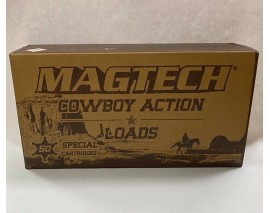 MAGTECH®
COWBOY ACTION
LOADS
50
SPECIAL
CARTRIDGES